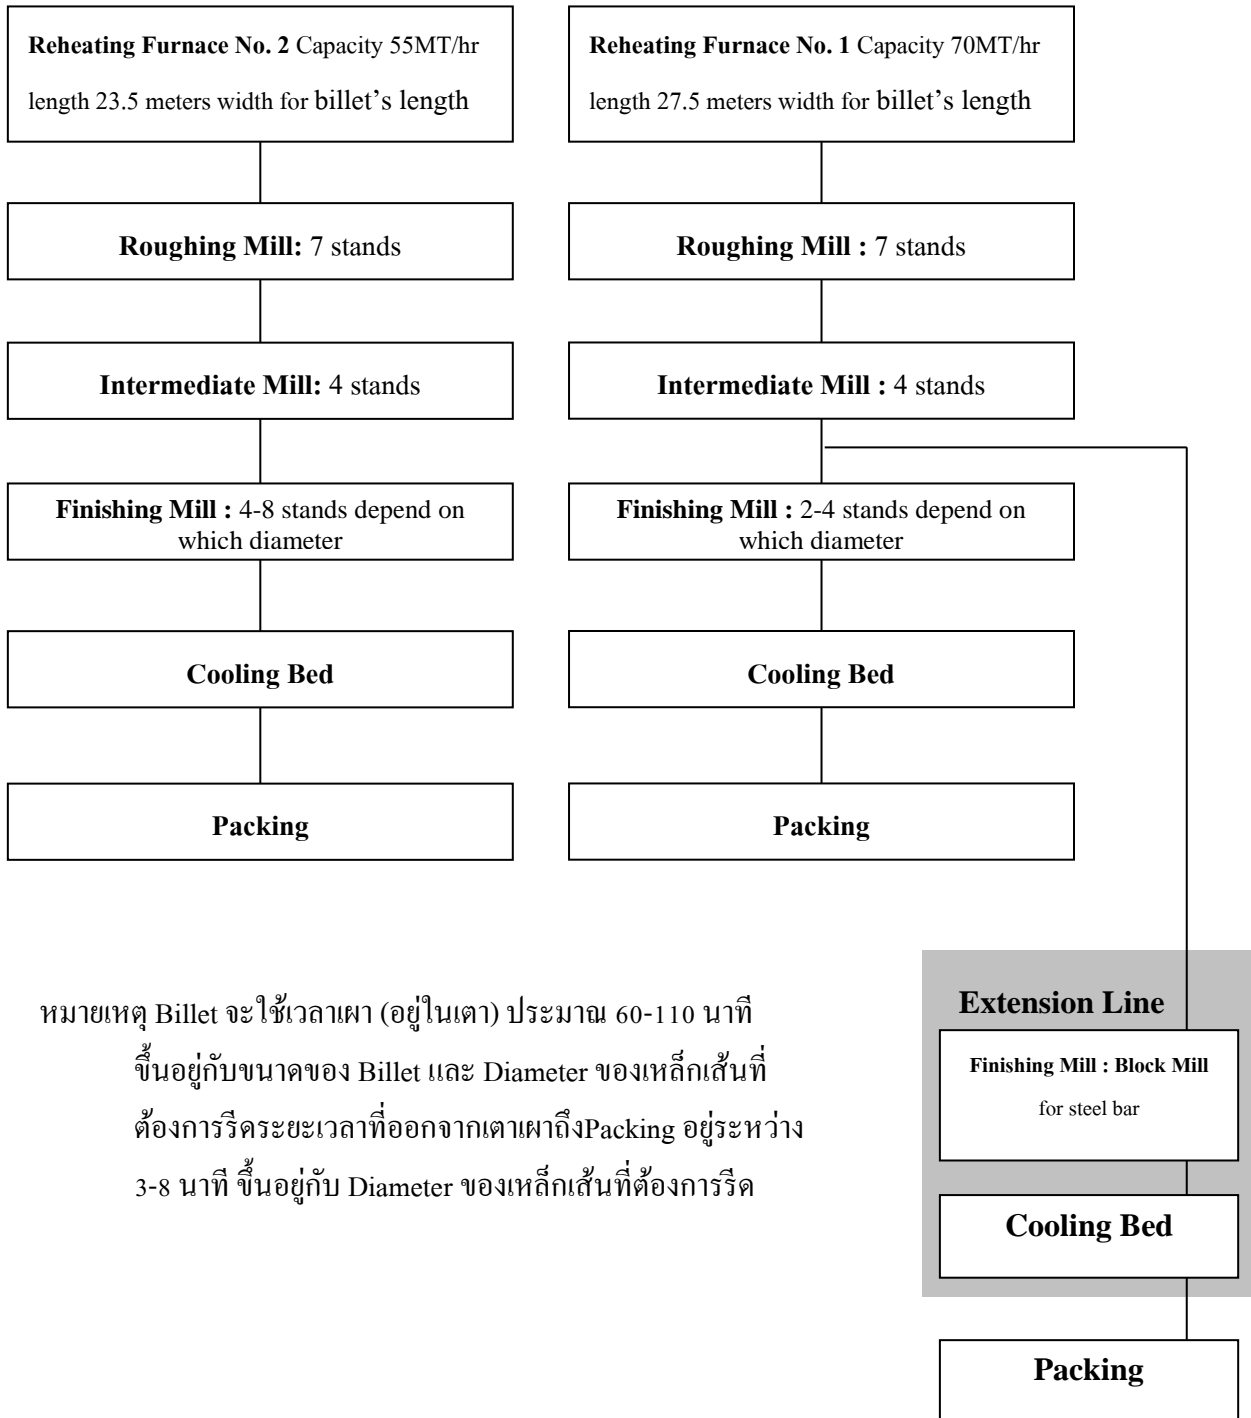 Reheating Furnace No. 2 Capacity 55MT/hr
length 23.5 meters width for billet’s length
Roughing Mill: 7 stands
Intermediate Mill: 4 stands
Finishing Mill : 4-8 stands depend on
which diameter
Cooling Bed
Packing
Reheating Furnace No. 1 Capacity 70MT/hr
length 27.5 meters width for billet’s length
Roughing Mill : 7 stands
Intermediate Mill : 4 stands
Finishing Mill : 2-4 stands depend on
which diameter
Cooling Bed
Packing
Extension Line
Finishing Mill : Block Mill
for steel bar
Cooling Bed
Packing
หมายเหตุ Billet จะใช้เวลาเผา (อยู่ในเตา) ประมาณ 60-110 นาที
ขึ้นอยู่กับขนาดของ Billet และ Diameter ของเหล็กเส้นที่
ต้องการรีดระยะเวลาที่ออกจากเตาเผาถึงPacking อยู่ระหว่าง
3-8 นาที ขึ้นอยู่กับ Diameter ของเหล็กเส้นที่ต้องการรีด